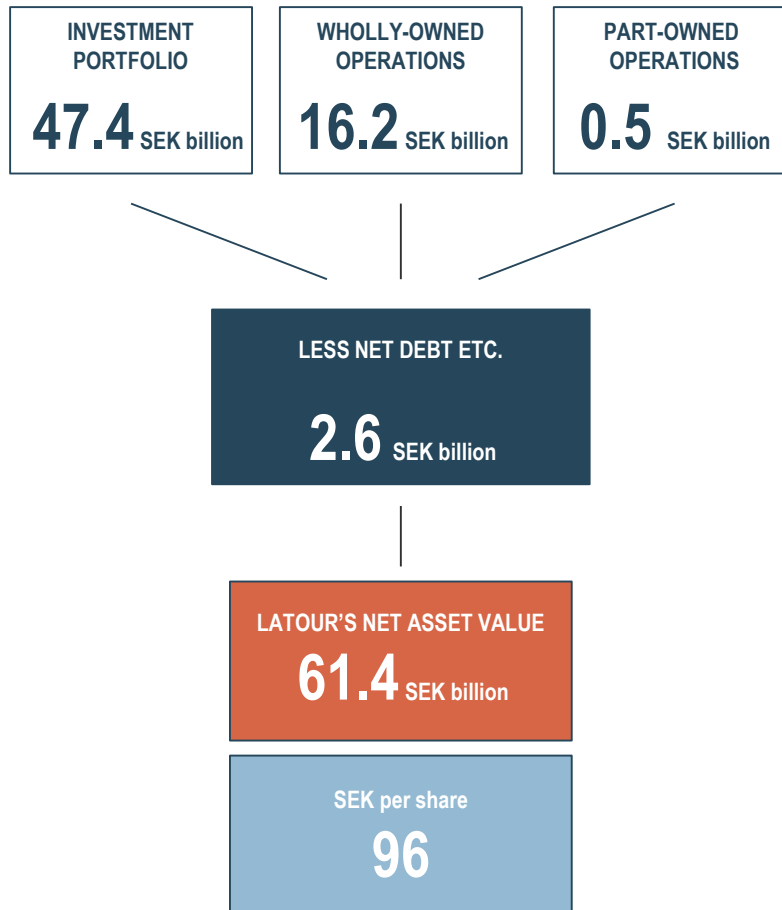 INVESTMENT
PORTFOLIO
47.4 SEK billion
WHOLLY-OWNED
OPERATIONS
16.2 SEK billion
PART-OWNED
OPERATIONS
0.5 SEK billion
LESS NET DEBT ETC.
2.6 SEK billion
LATOUR'S NET ASSET VALUE
61.4 SEK billion
SEK per share
96